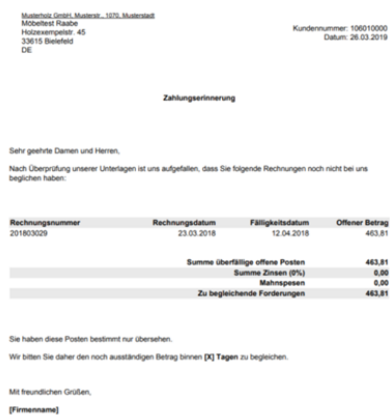 Musterholz GmbH, Musterstr., 1070, Musterstadt
Möbeltest Raabe
Holzexempelstr. 45
33615 Bielefeld
DE
Kundennummer: 106010000
Datum: 26.03.2019
Zahlungserinnerung
Sehr geehrte Damen und Herren,
Nach Überprüfung unserer Unterlagen ist uns aufgefallen, dass Sie folgende Rechnungen noch nicht bei uns
beglichen haben:
Rechnungsnummer Rechnungsdatum Fälligkeitsdatum Offener Betrag
201803029 23.03.2018 12.04.2018 463,81
Summe überfällige offene Posten 463,81
Summe Zinsen (0%) 0,00
Mahnspesen 0,00
Zu begleichende Forderungen 463,81
Sie haben diese Posten bestimmt nur übersehen.
Wir bitten Sie daher den noch ausständigen Betrag binnen [X] Tagen zu begleichen.
Mit freundlichen Grüßen,
[Firmenname]